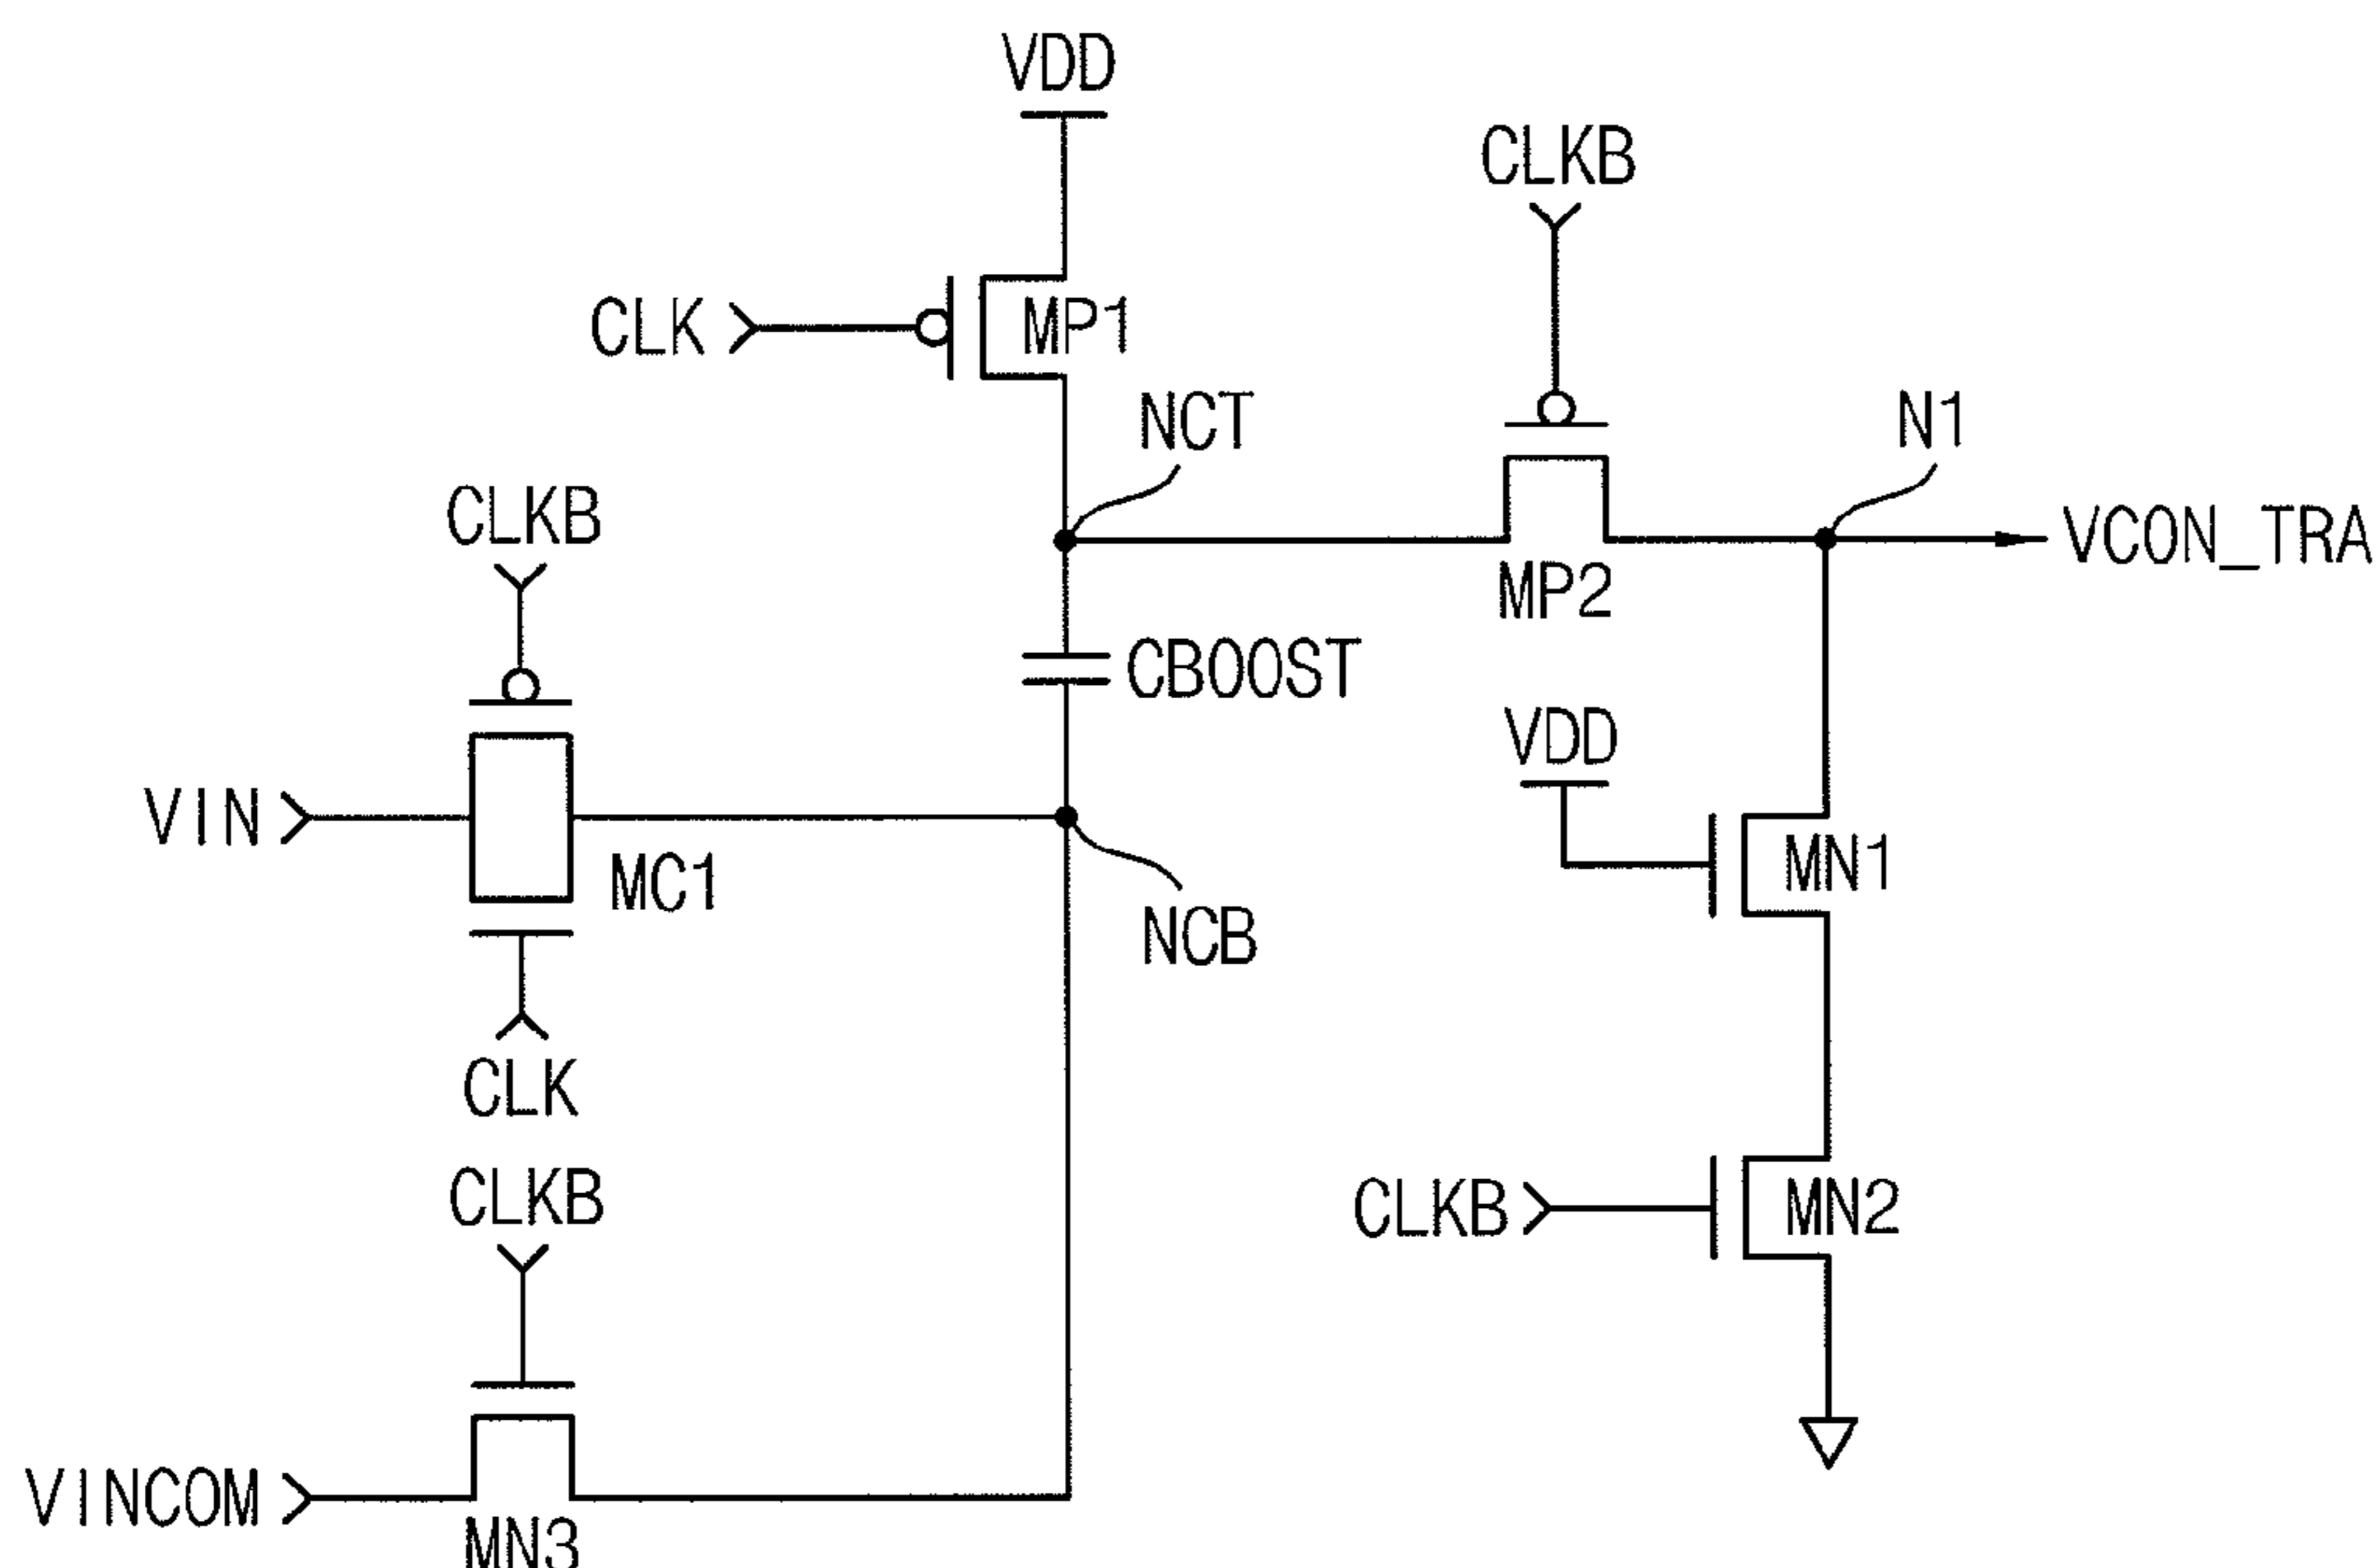 VDD
CLKB
CLK
MP1
NCT
N1
CLKB
VCON_TRA
MP2
CBOOST
VDD
VIN
MC1
MN1
NCB
CLK
CLKB
CLKB
MN2
VINCOM
MN3